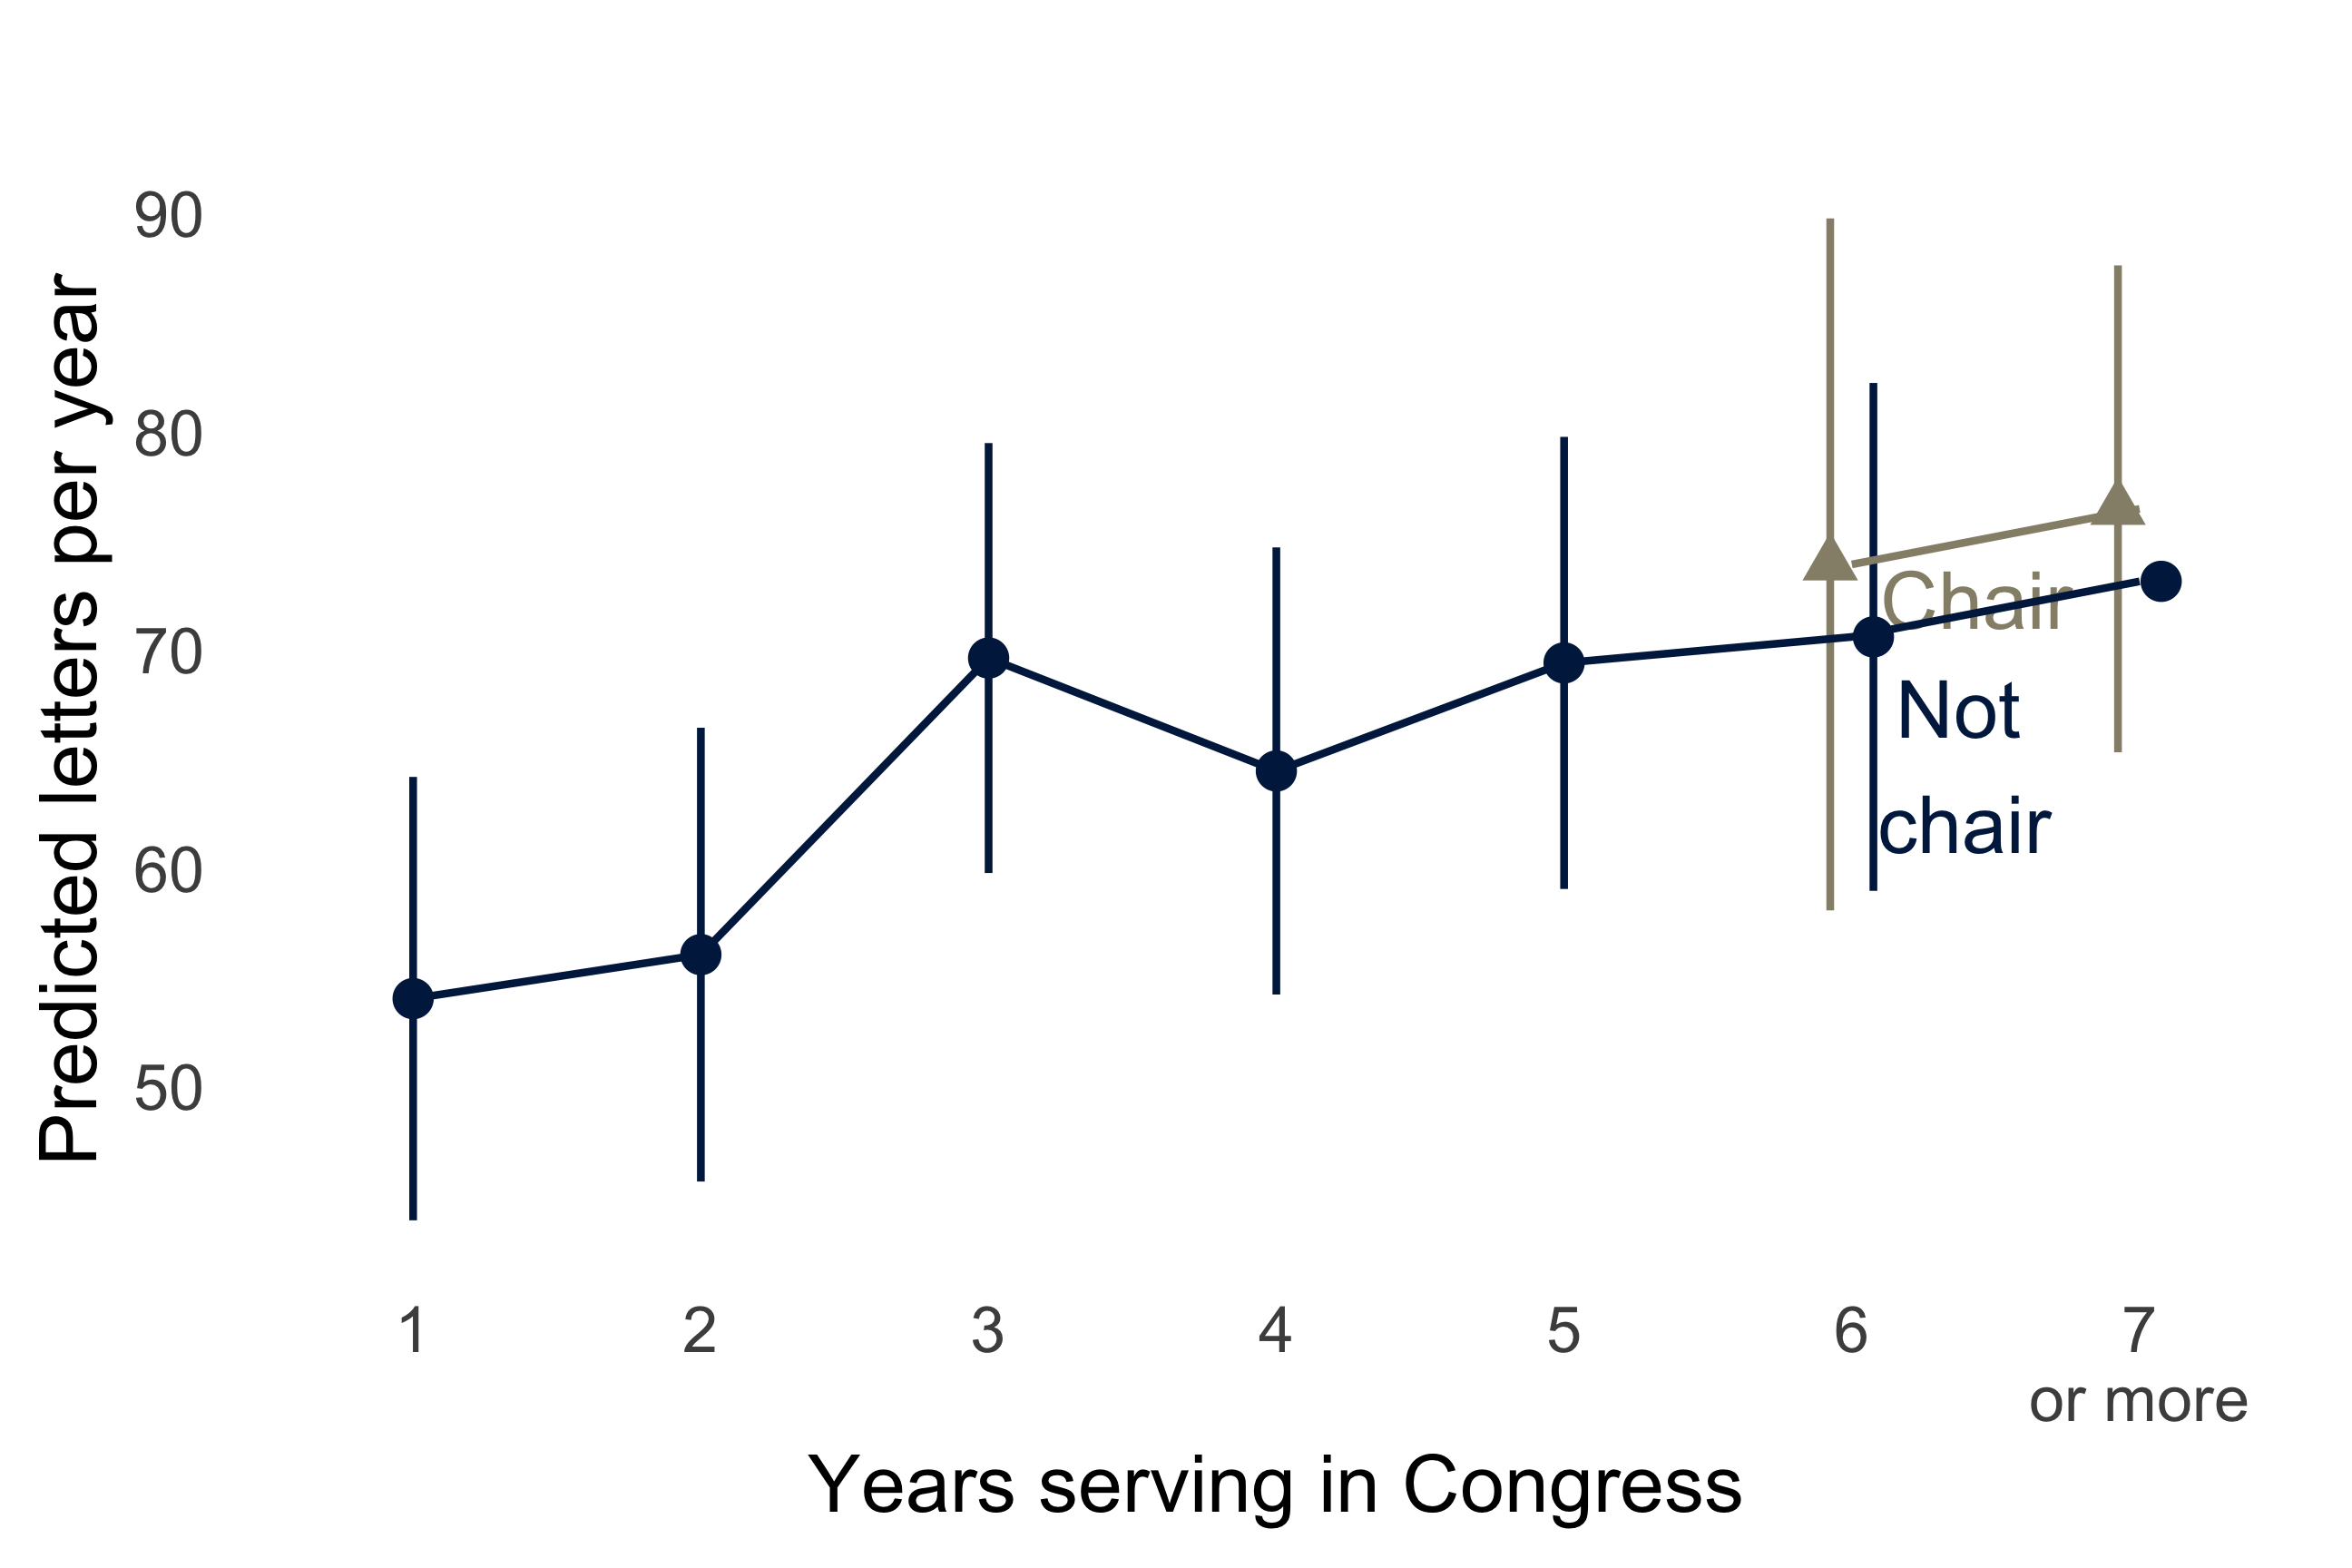 Predicted letters per year
90
80
70
60
50
Chair
Not
chair
1 2 3 4 5 6 7
or more
Years serving in Congress